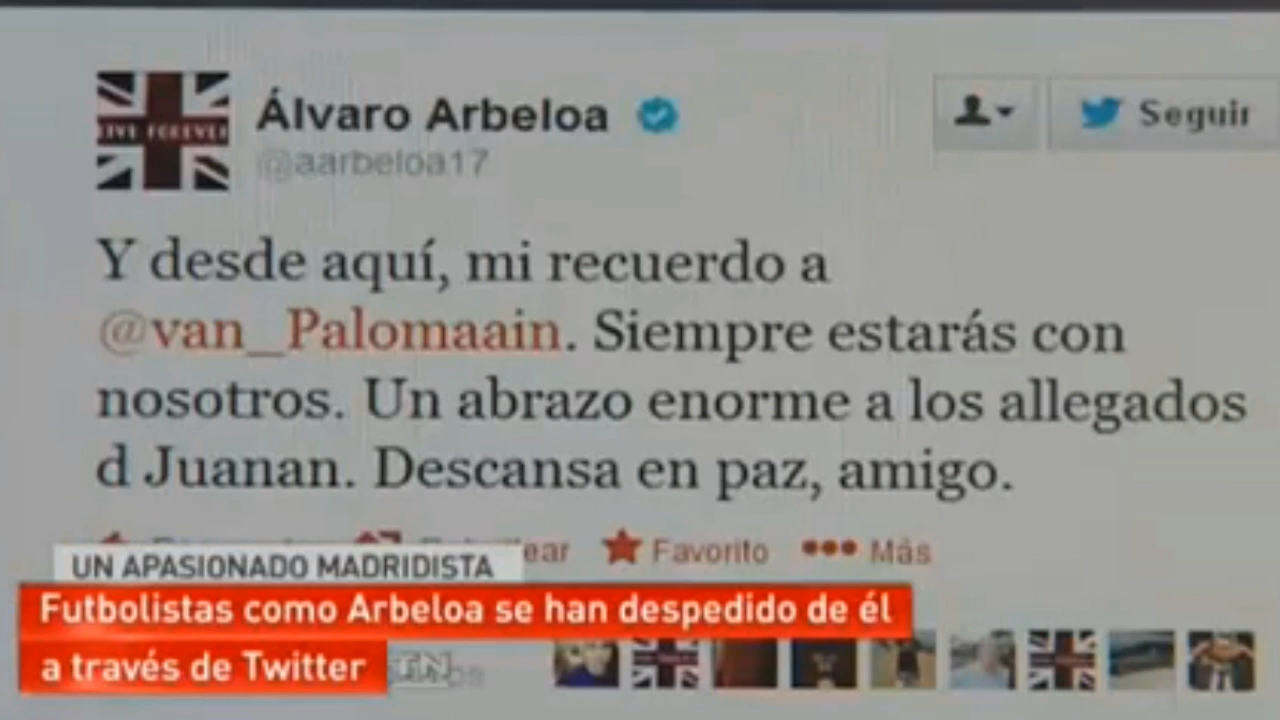 LIVE FOREVER
Álvaro Arbeloa
@aarbeloa17
Seguir
Y desde aquí, mi recuerdo a
@van_Palomaain. Siempre estarás con
nosotros. Un abrazo enorme a los allegados
d Juanan. Descansa en paz, amigo.
Favorito
Más
UN APASIONADO MADRIDISTA
Futbolistas como Arbeloa se han despedido de él
a través de Twitter